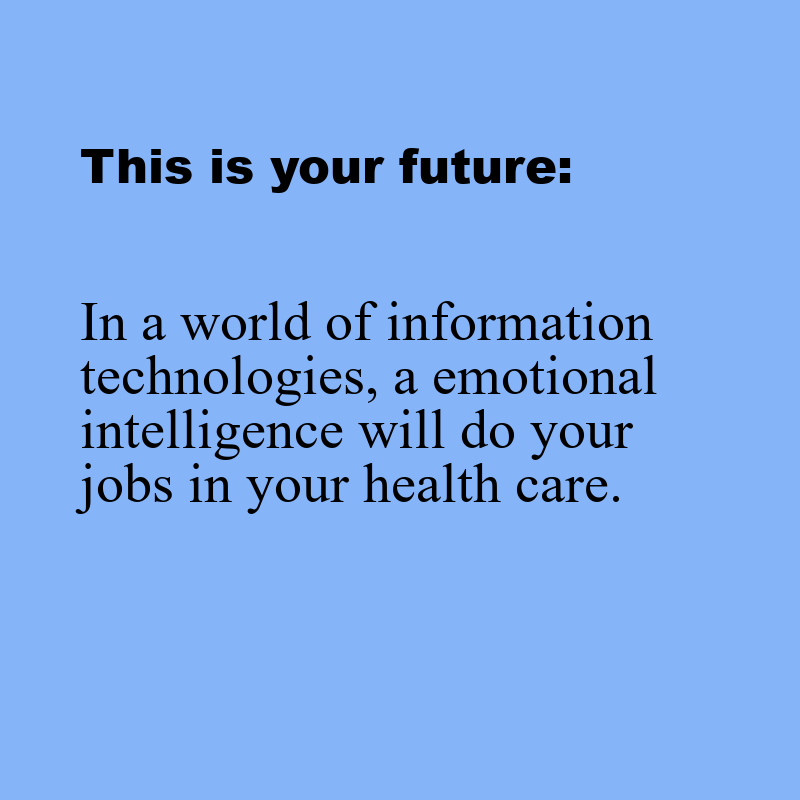 This is your future:
In a world of information
technologies, a emotional
intelligence will do your
jobs in your health care.